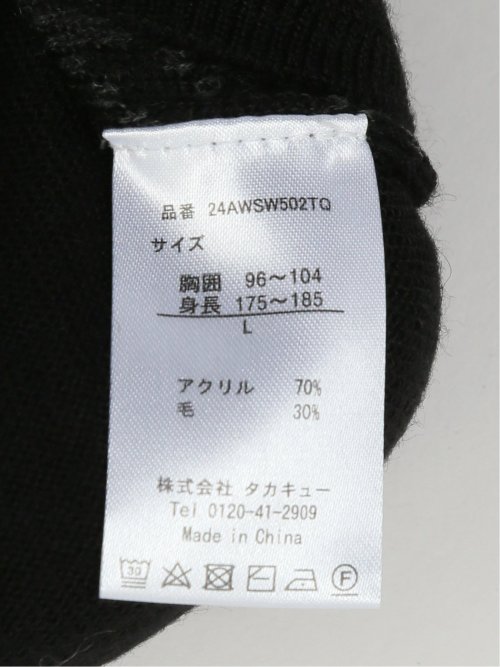 品番 24AWSW502TQ
サイズ
胸囲 96～104
身長 175～185
L
アクリル 70%
毛 30%
株式会社 タカキュー
Tel 0120-41-2909
Made in China
30 F